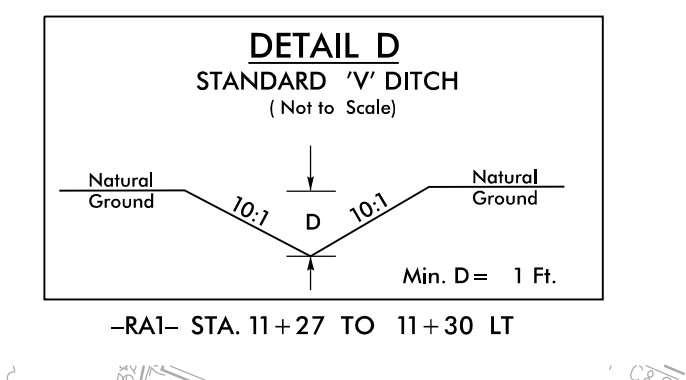 DETAIL D
STANDARD 'V' DITCH
(Not to Scale)
Natural
Ground
10:1
D
10:1
Natural
Ground
Min. D= 1 Ft.
-RA1- STA. 11+27 TO 11+30 LT